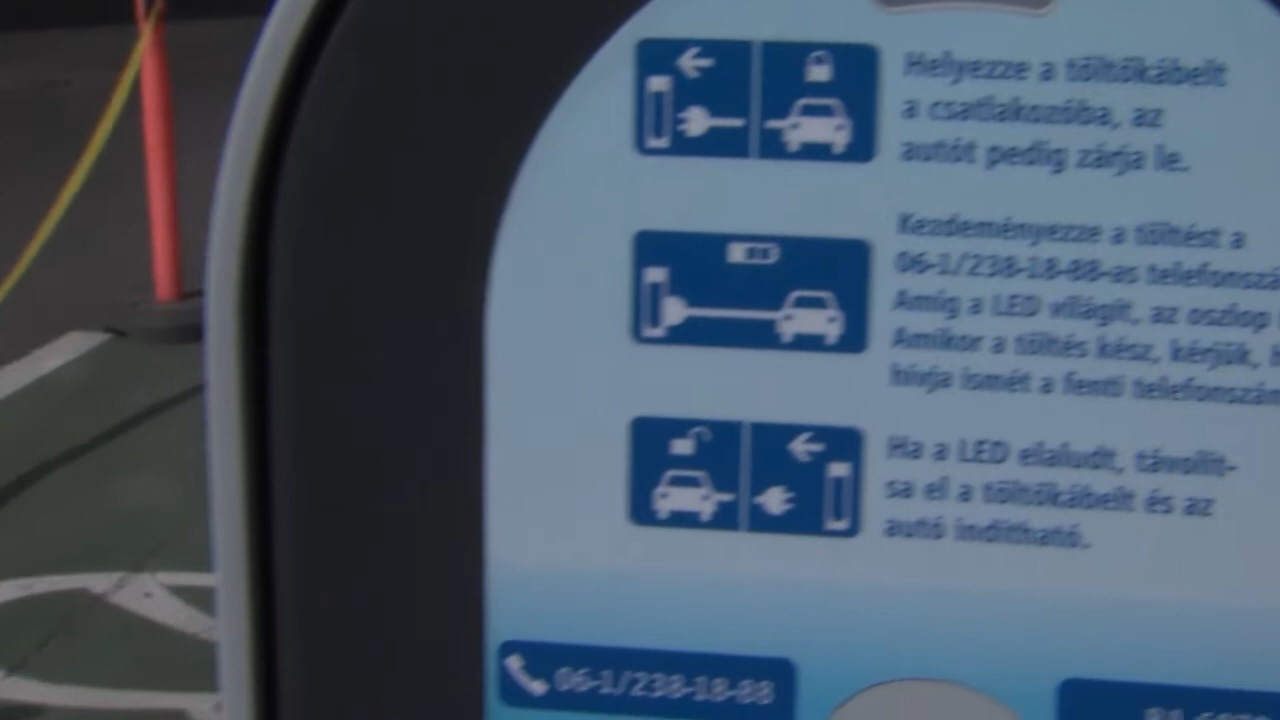 Helyezze a töltőkábelt
a csatlakozóba, az
autót pedig zárja le.
Kezdeményezze a töltést a
06-1/238-18-88-as
Amíg a LED világít, az oszlop
Amikor a töltés kész, kérjük,
hívja ismét a fenti
Ha a LED elaludt, távolít-
sa el a töltőkábelt és az
autó indítható.
06-1/238-18-88